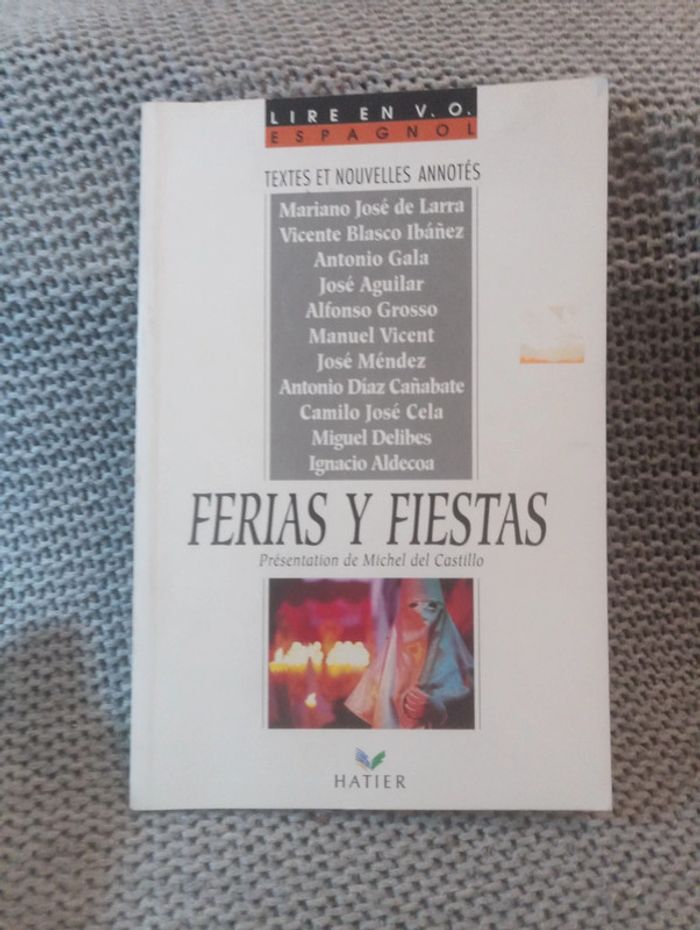 LIRE EN V.O.
ESPAGNOL
TEXTES ET NOUVELLES ANNOTÉS
Mariano José de Larra
Vicente Blasco Ibáñez
Antonio Gala
José Aguilar
Alfonso Grosso
Manuel Vicent
José Méndez
Antonio Díaz Cañabate
Camilo José Cela
Miguel Delibes
Ignacio Aldecoa
FERIAS Y FIESTAS
Présentation de Michel del Castillo
HATIER